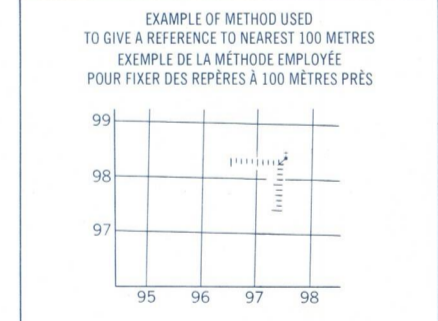 EXAMPLE OF METHOD USED
TO GIVE A REFERENCE TO NEAREST 100 METRES
EXEMPLE DE LA MÉTHODE EMPLOYÉE
POUR FIXER DES REPÈRES À 100 MÈTRES PRÈS
99
98
97
95 96 97 98